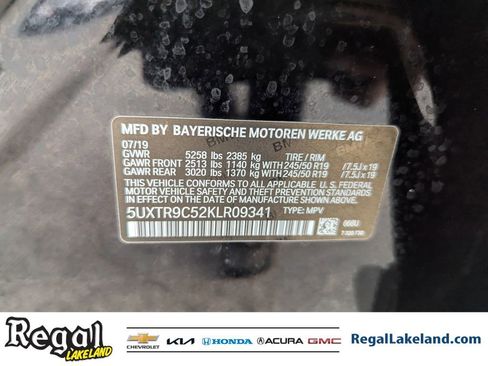 MFD BY BAYERISCHE MOTOREN WERKE AG
07/19
GVWR 5258 lbs 2385 kg TIRE / RIM
GAWR FRONT 2513 lbs 1140 kg WITH 245/50 R19 /7.5J x 19
GAWR REAR 3020 lbs 1370 kg WITH 245/50 R19 /7.5J x 19
THIS VEHICLE CONFORMS TO ALL APPLICABLE
FEDERAL MOTOR VEHICLE SAFETY, BUMPER, AND
THEFT PREVENTION STANDARDS IN EFFECT ON THE
DATE OF MANUFACTURE SHOWN ABOVE.
5UXTR9C52KLR09341 TYPE: MPV
Regal
LAKELAND
CHEVROLET KIA HONDA ACURA GMC
RegalLakeland.com